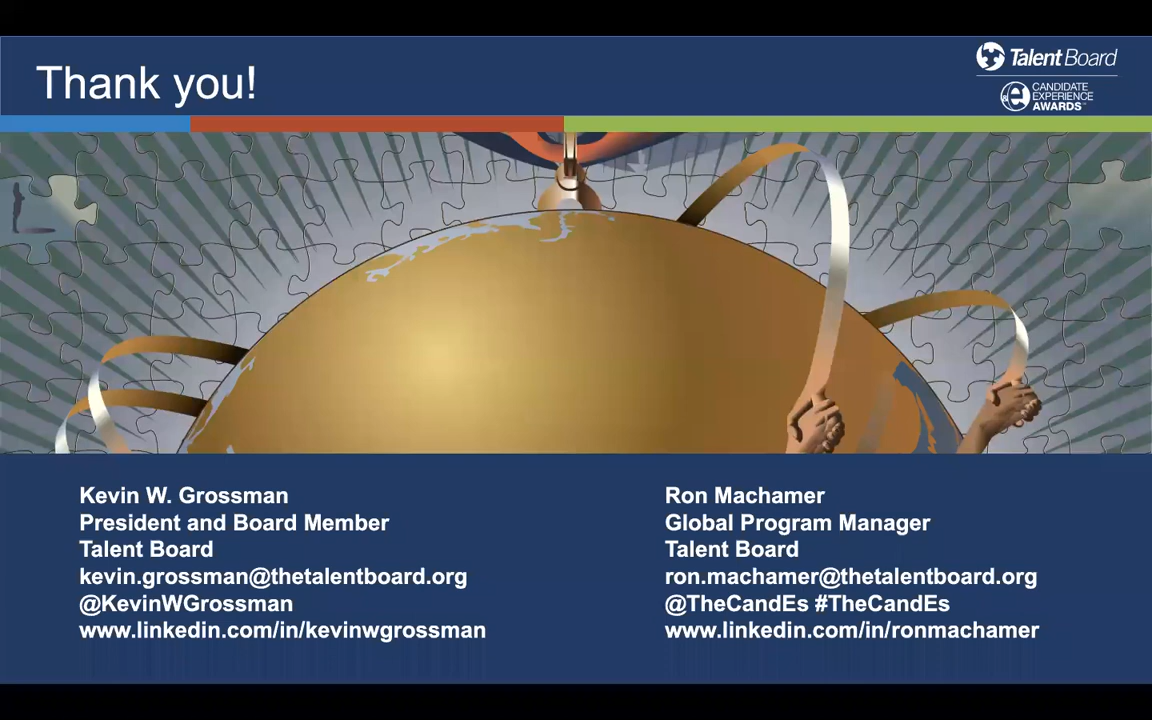 Thank you!
TalentBoard
CANDIDATE
EXPERIENCE
AWARDS
Kevin W. Grossman
President and Board Member
Talent Board
kevin.grossman@thetalentboard.org
@KevinWGrossman
www.linkedin.com/in/kevinwgrossman
Ron Machamer
Global Program Manager
Talent Board
ron.machamer@thetalentboard.org
@TheCandEs #TheCandEs
www.linkedin.com/in/ronmachamer